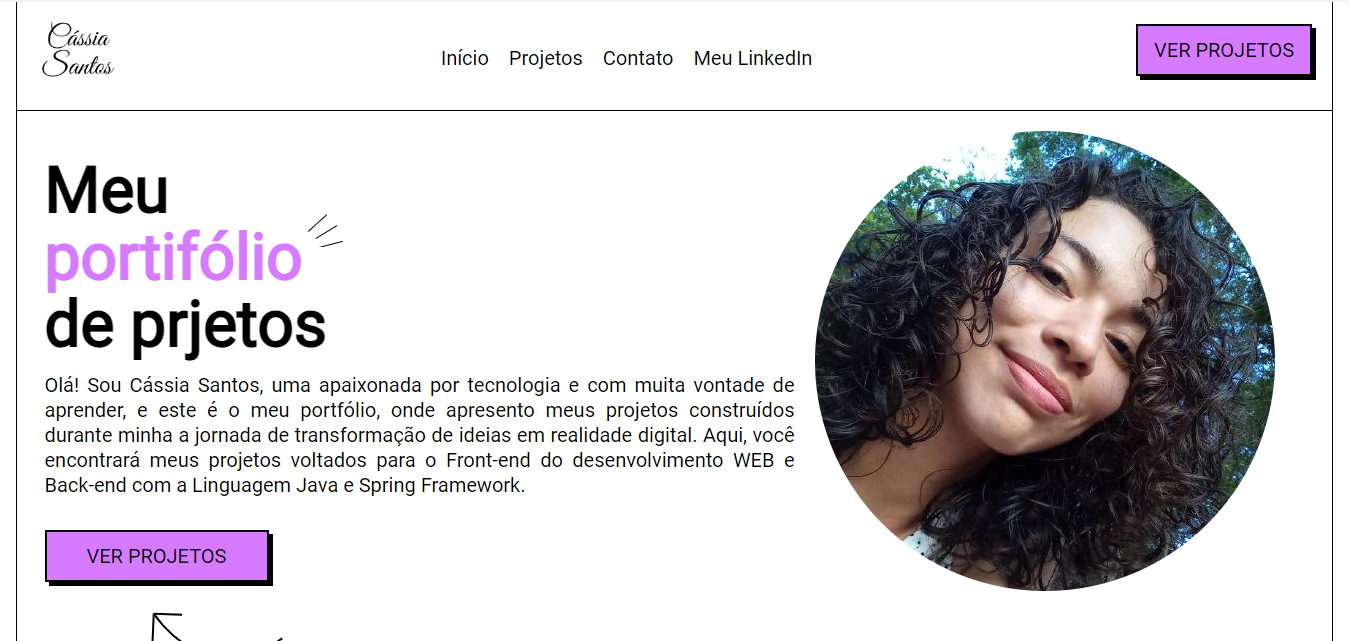 Cássia
Santos
Início Projetos Contato Meu LinkedIn
VER PROJETOS
Meu
portifólio
de prjetos
Olá! Sou Cássia Santos, uma apaixonada por tecnologia e com muita vontade de
aprender, e este é o meu portfólio, onde apresento meus projetos construídos
durante minha a jornada de transformação de ideias em realidade digital. Aqui, você
encontrará meus projetos voltados para o Front-end do desenvolvimento WEB e
Back-end com a Linguagem Java e Spring Framework.
VER PROJETOS